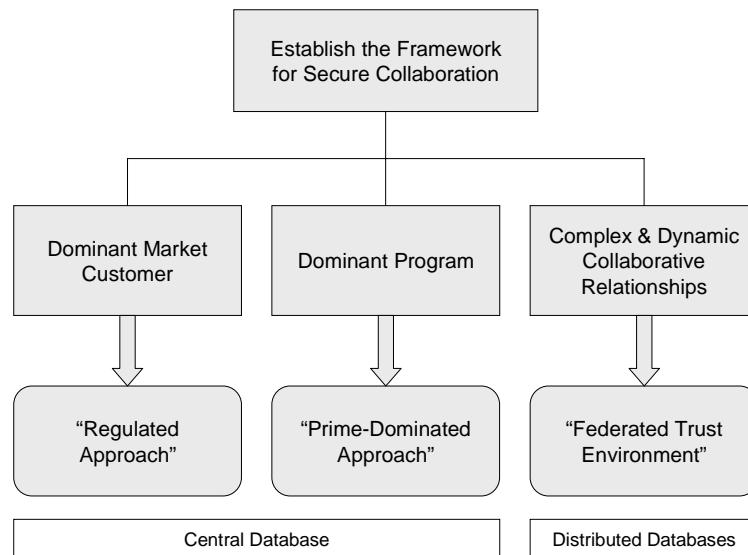 Establish the Framework
for Secure Collaboration
Dominant Market
Customer
Dominant Program
Complex & Dynamic
Collaborative
Relationships
“Regulated
Approach”
“Prime-Dominated
Approach”
“Federated Trust
Environment”
Central Database
Distributed Databases